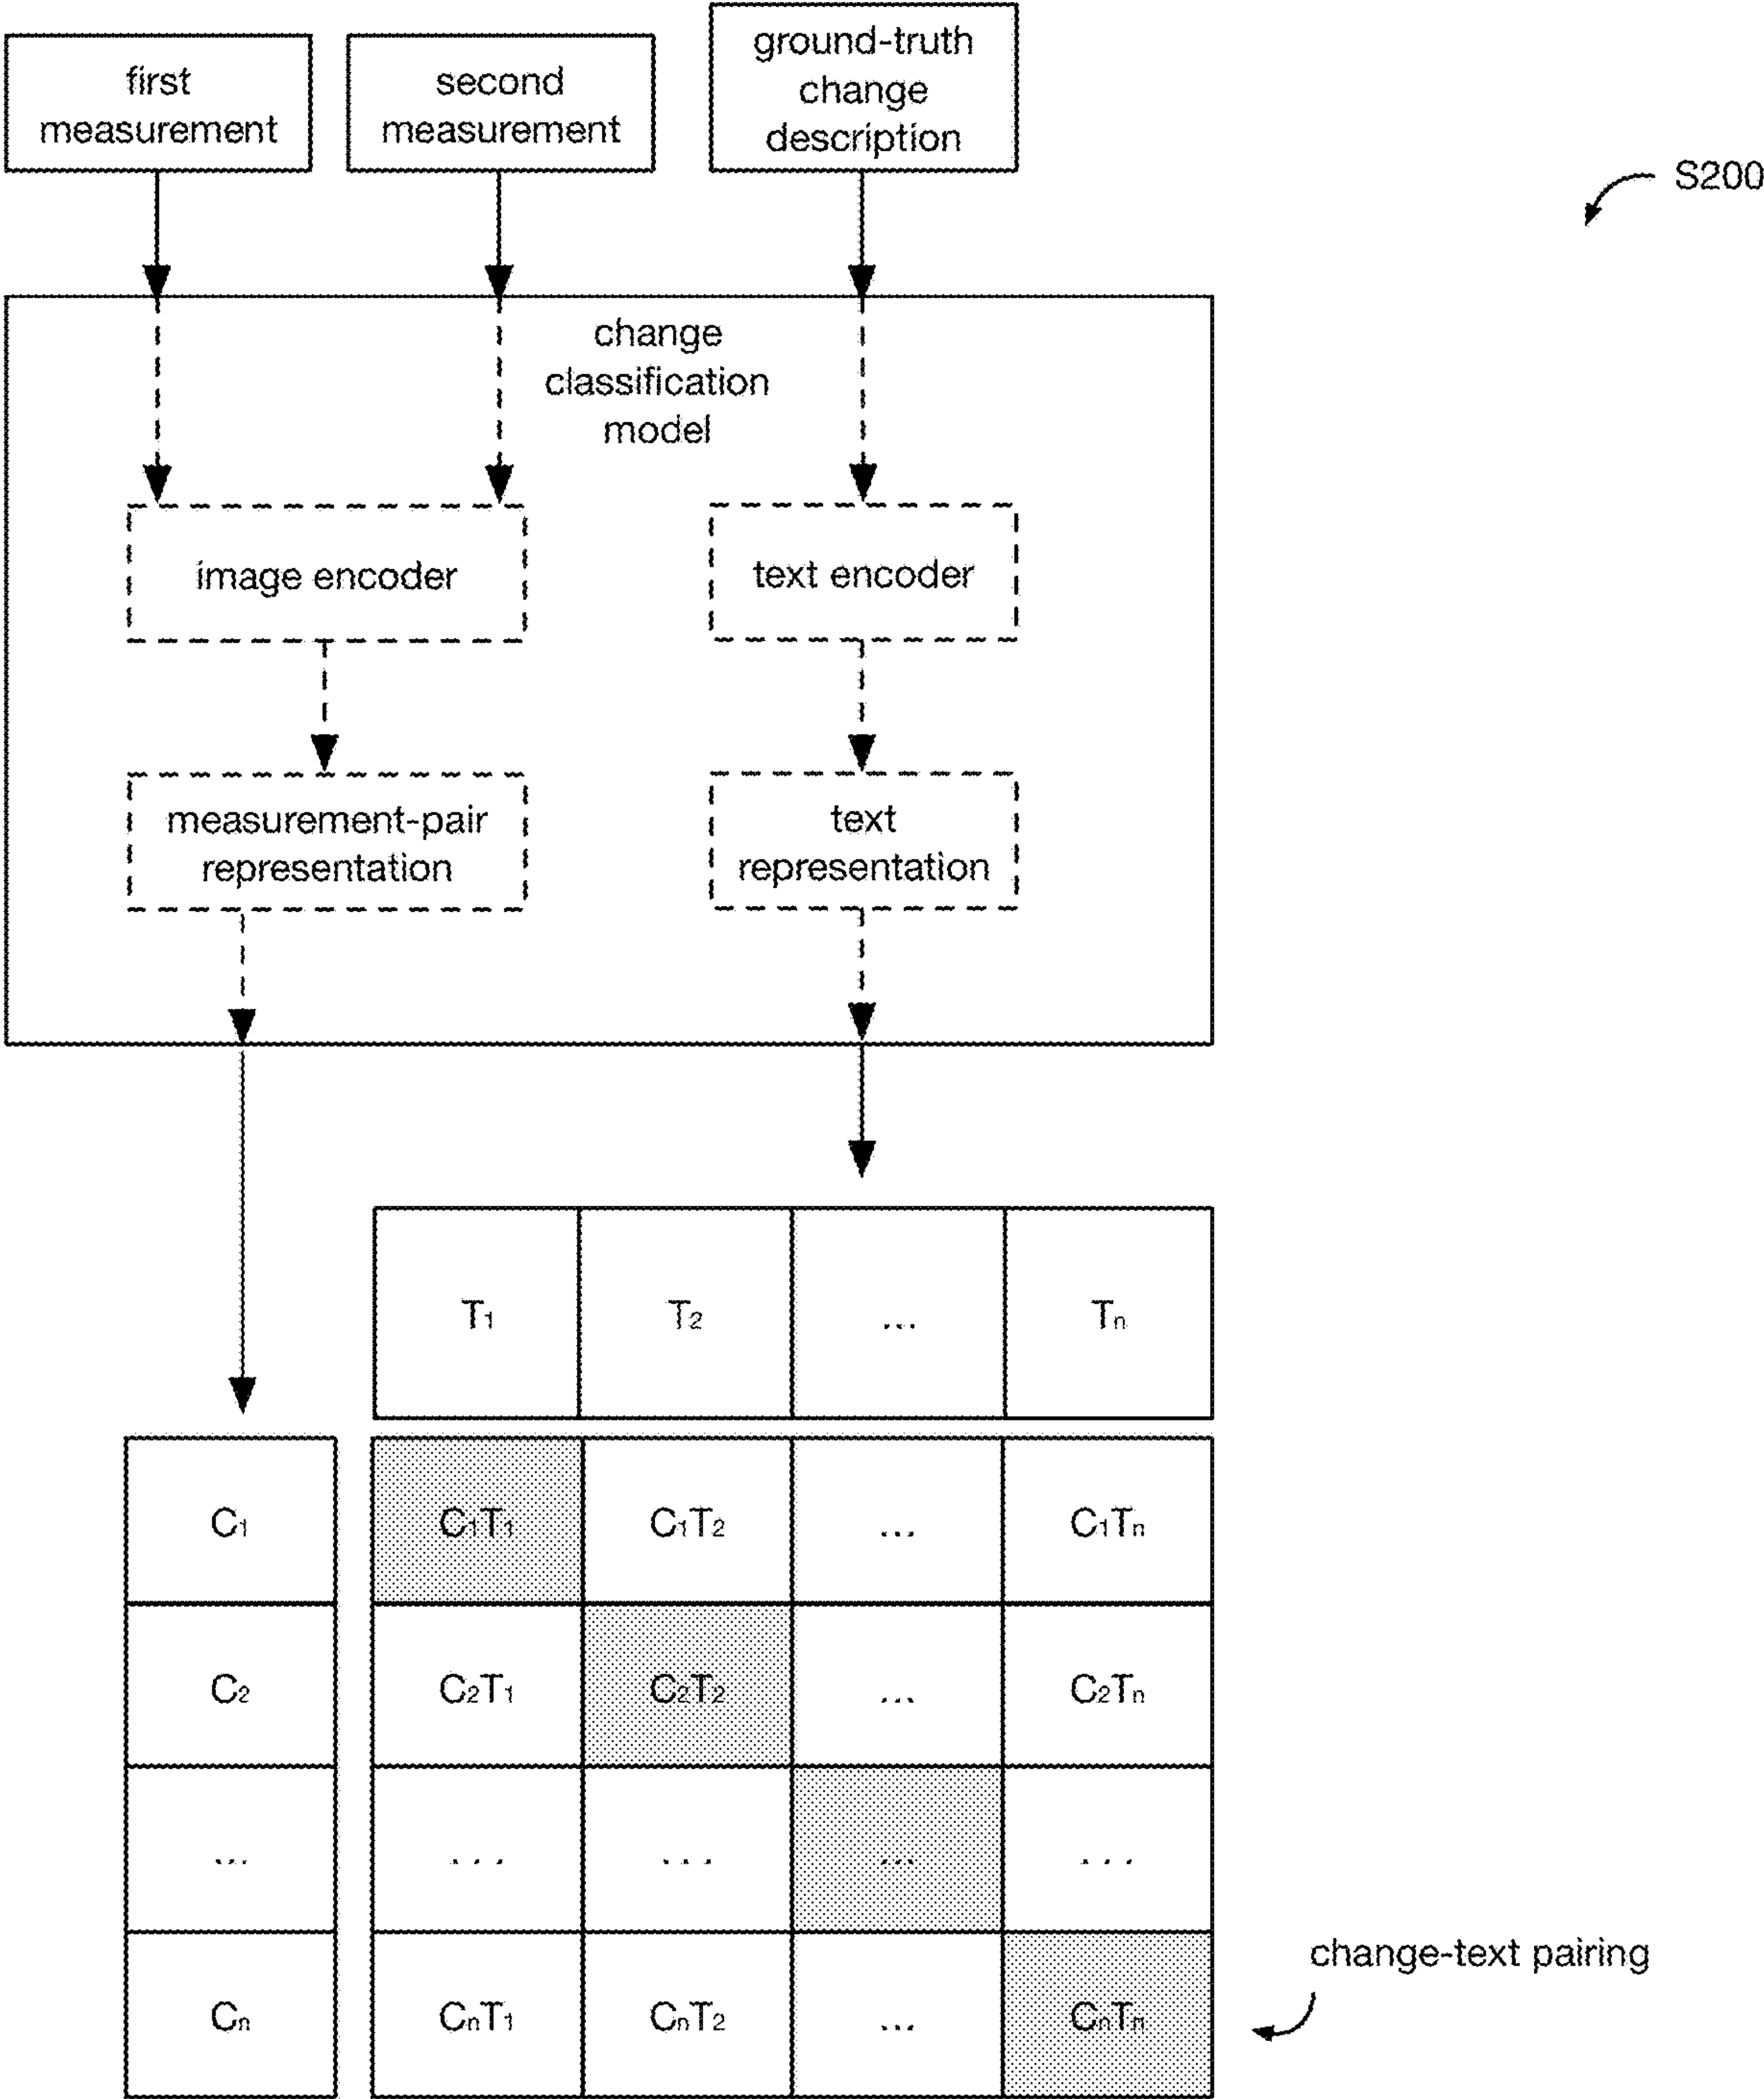 first
measurement
second
measurement
ground-truth
change
description
S200
change
classification
model
image encoder
text encoder
measurement-pair
representation
text
representation
T₁ T₂ ... Tₙ
C₁ C₁T₁ C₁T₂ ... C₁Tₙ
C₂ C₂T₁ C₂T₂ ... C₂Tₙ
... ... ... ... ...
change-text pairing
Cₙ CₙT₁ CₙT₂ ... CₙTₙ